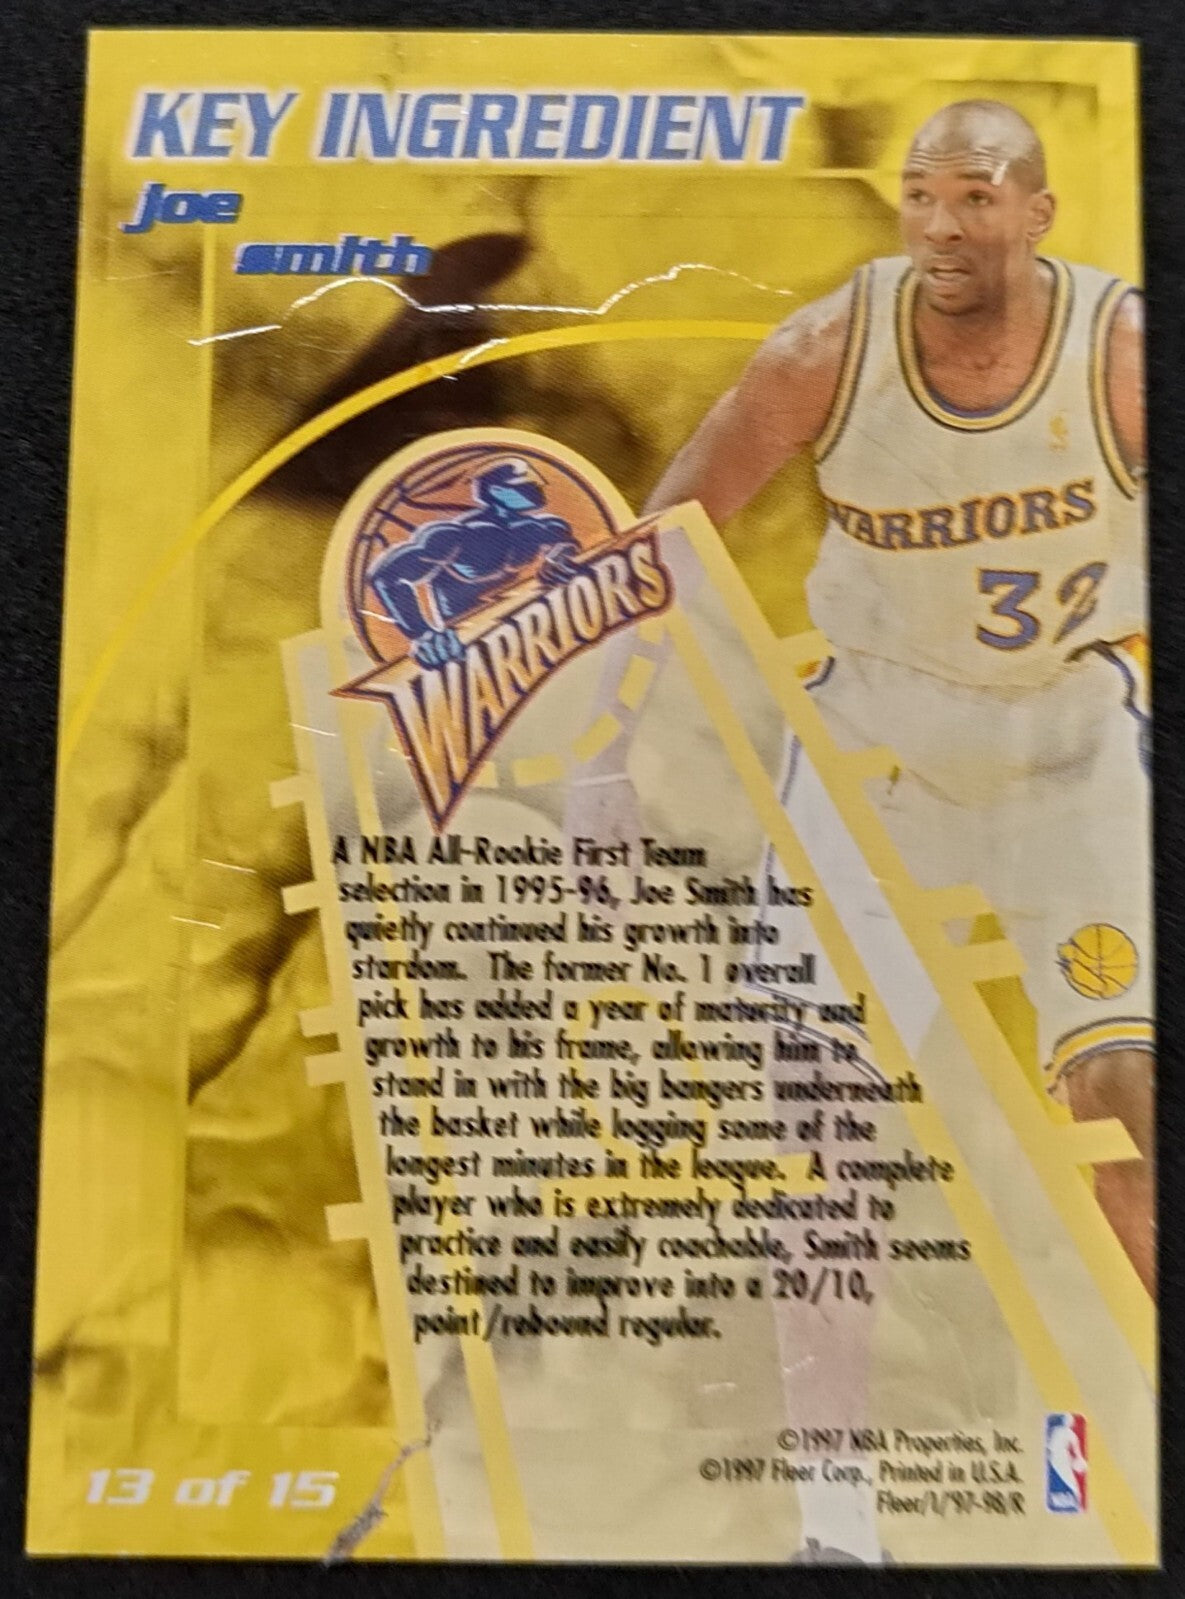 KEY INGREDIENT
Joe
smith
WARRIORS
WARRIORS
32
A NBA All-Rookie First Team
selection in 1995-96, Joe Smith has
quietly continued his growth into
stardom. The former No. 1 overall
pick has added a year of maturity and
growth to his frame, allowing him to
stand in with the big bangers underneath
the basket while logging some of the
longest minutes in the league. A complete
player who is extremely dedicated to
practice and easily coachable, Smith seems
destined to improve into a 20/10,
point/rebound regular.
©1997 NBA Properties, Inc.
©1997 Fleer Corp., Printed in U.S.A.
Fleer/1/'97-98/R
NBA
13 of 15